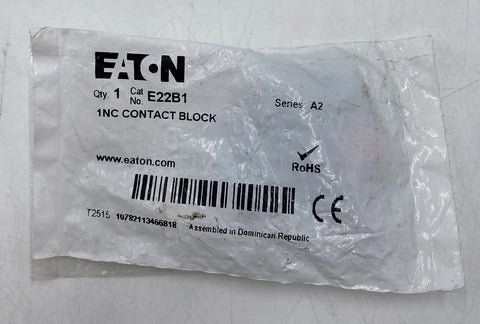 EATON
Qty. 1 Cat No. E22B1 Series A2
1NC CONTACT BLOCK
www.eaton.com
RoHS
CE
T2515 10782113466818 Assembled in Dominican Republic